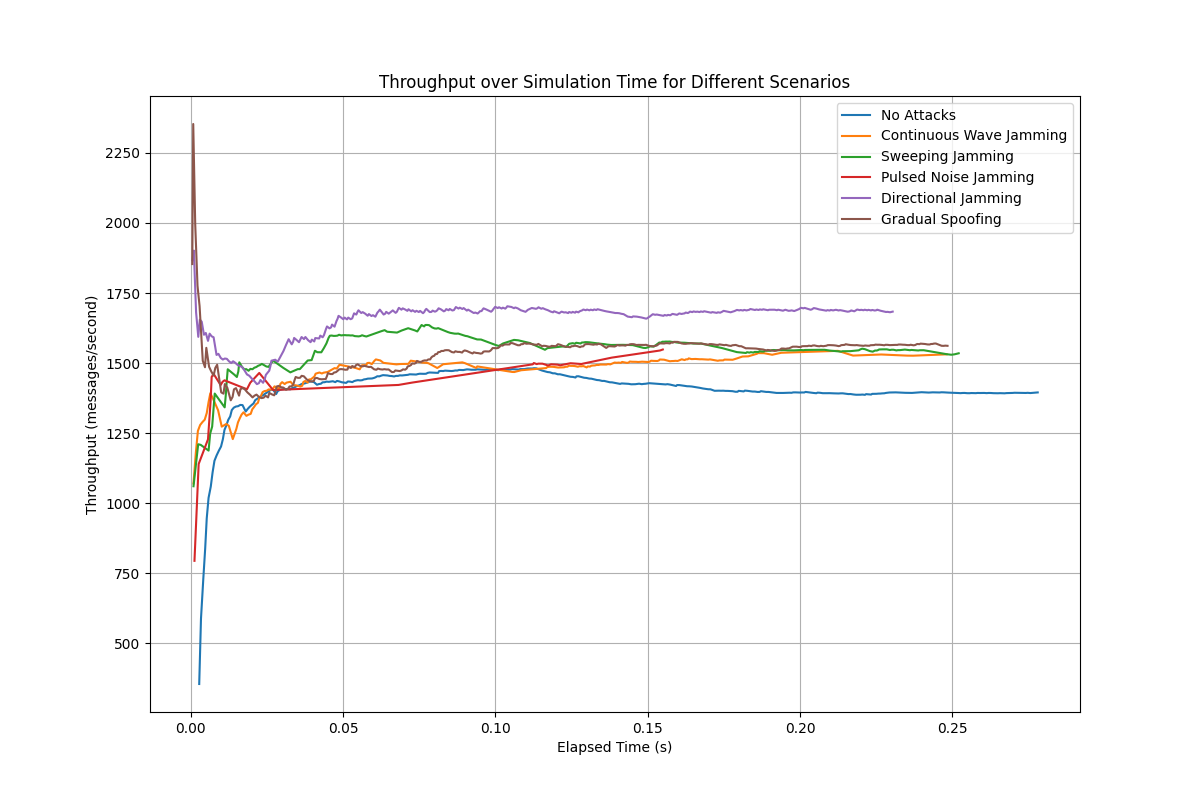 Throughput over Simulation Time for Different Scenarios
No Attacks
Continuous Wave Jamming
Sweeping Jamming
Pulsed Noise Jamming
Directional Jamming
Gradual Spoofing
Throughput (messages/second)
2250
2000
1750
1500
1250
1000
750
500
0.00 0.05 0.10 0.15 0.20 0.25
Elapsed Time (s)